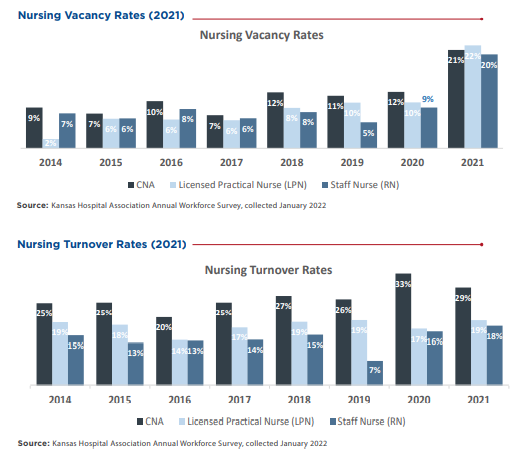 Nursing Vacancy Rates (2021)
Nursing Vacancy Rates
9% 2% 7% 7% 6% 6% 10% 6% 8% 7% 6% 6% 12% 8% 8% 11% 10% 5% 12% 10% 9% 21% 22% 20%
2014 2015 2016 2017 2018 2019 2020 2021
CNA Licensed Practical Nurse (LPN) Staff Nurse (RN)
Source: Kansas Hospital Association Annual Workforce Survey, collected January 2022
Nursing Turnover Rates (2021)
Nursing Turnover Rates
25% 19% 15% 25% 18% 13% 20% 14% 13% 25% 17% 14% 27% 19% 15% 26% 19% 7% 33% 17% 16% 29% 19% 18%
2014 2015 2016 2017 2018 2019 2020 2021
CNA Licensed Practical Nurse (LPN) Staff Nurse (RN)
Source: Kansas Hospital Association Annual Workforce Survey, collected January 2022